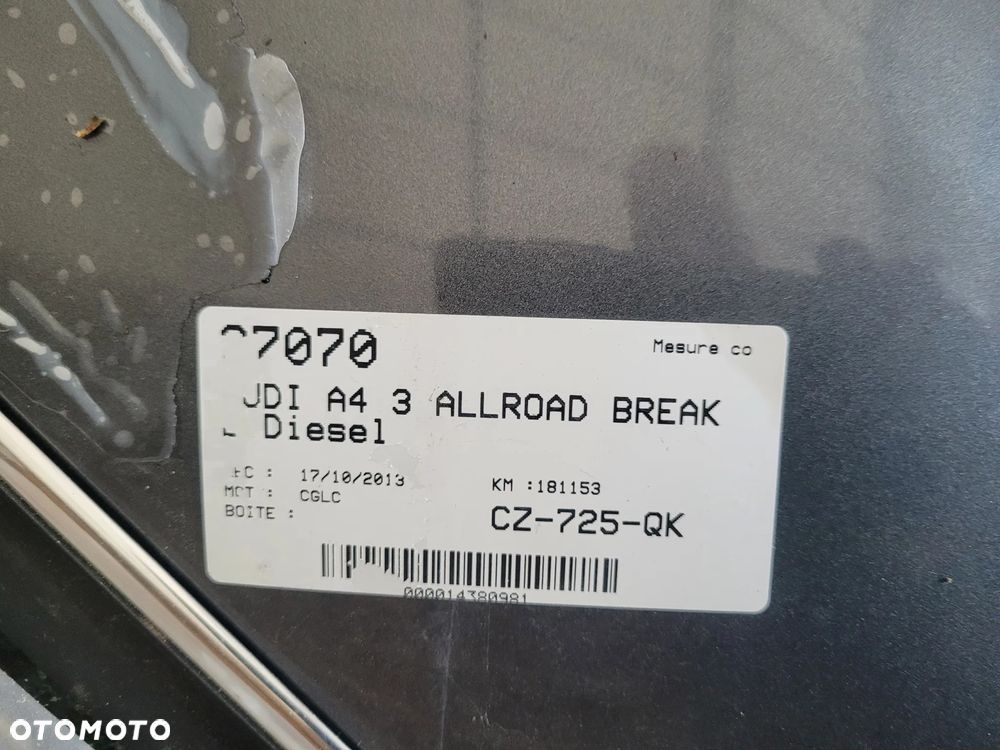 7070
Mesure co
JDI A4 3 ALLROAD BREAK
Diesel
C : 17/10/2013
KM :181153
MOT : CGLC
BOITE :
CZ-725-QK
000014380981
OTOMOTO